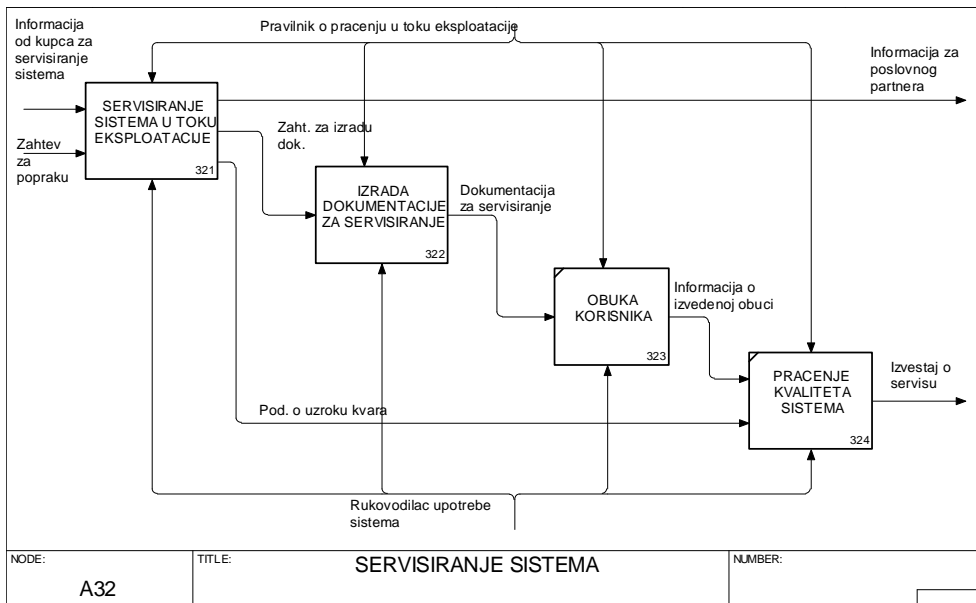 Informacija
od kupca za
servisiranje
sistema
Pravilnik o pracenju u toku eksploatacije
Informacija za
poslovnog
partnera
SERVISIRANJE
SISTEMA U TOKU
EKSPLOATACIJE
321
Zahtev
za
popraku
Zaht. za izradu
dok.
IZRADA
DOKUMENTACIJE
ZA SERVISIRANJE
322
Dokumentacija
za servisiranje
OBUKA
KORISNIKA
323
Informacija o
izvedenoj obuci
PRACENJE
KVALITETA
SISTEMA
324
Izvestaj o
servisu
Pod. o uzroku kvara
Rukovodilac upotrebe
sistema
NODE:
A32
TITLE:
SERVISIRANJE SISTEMA
NUMBER: